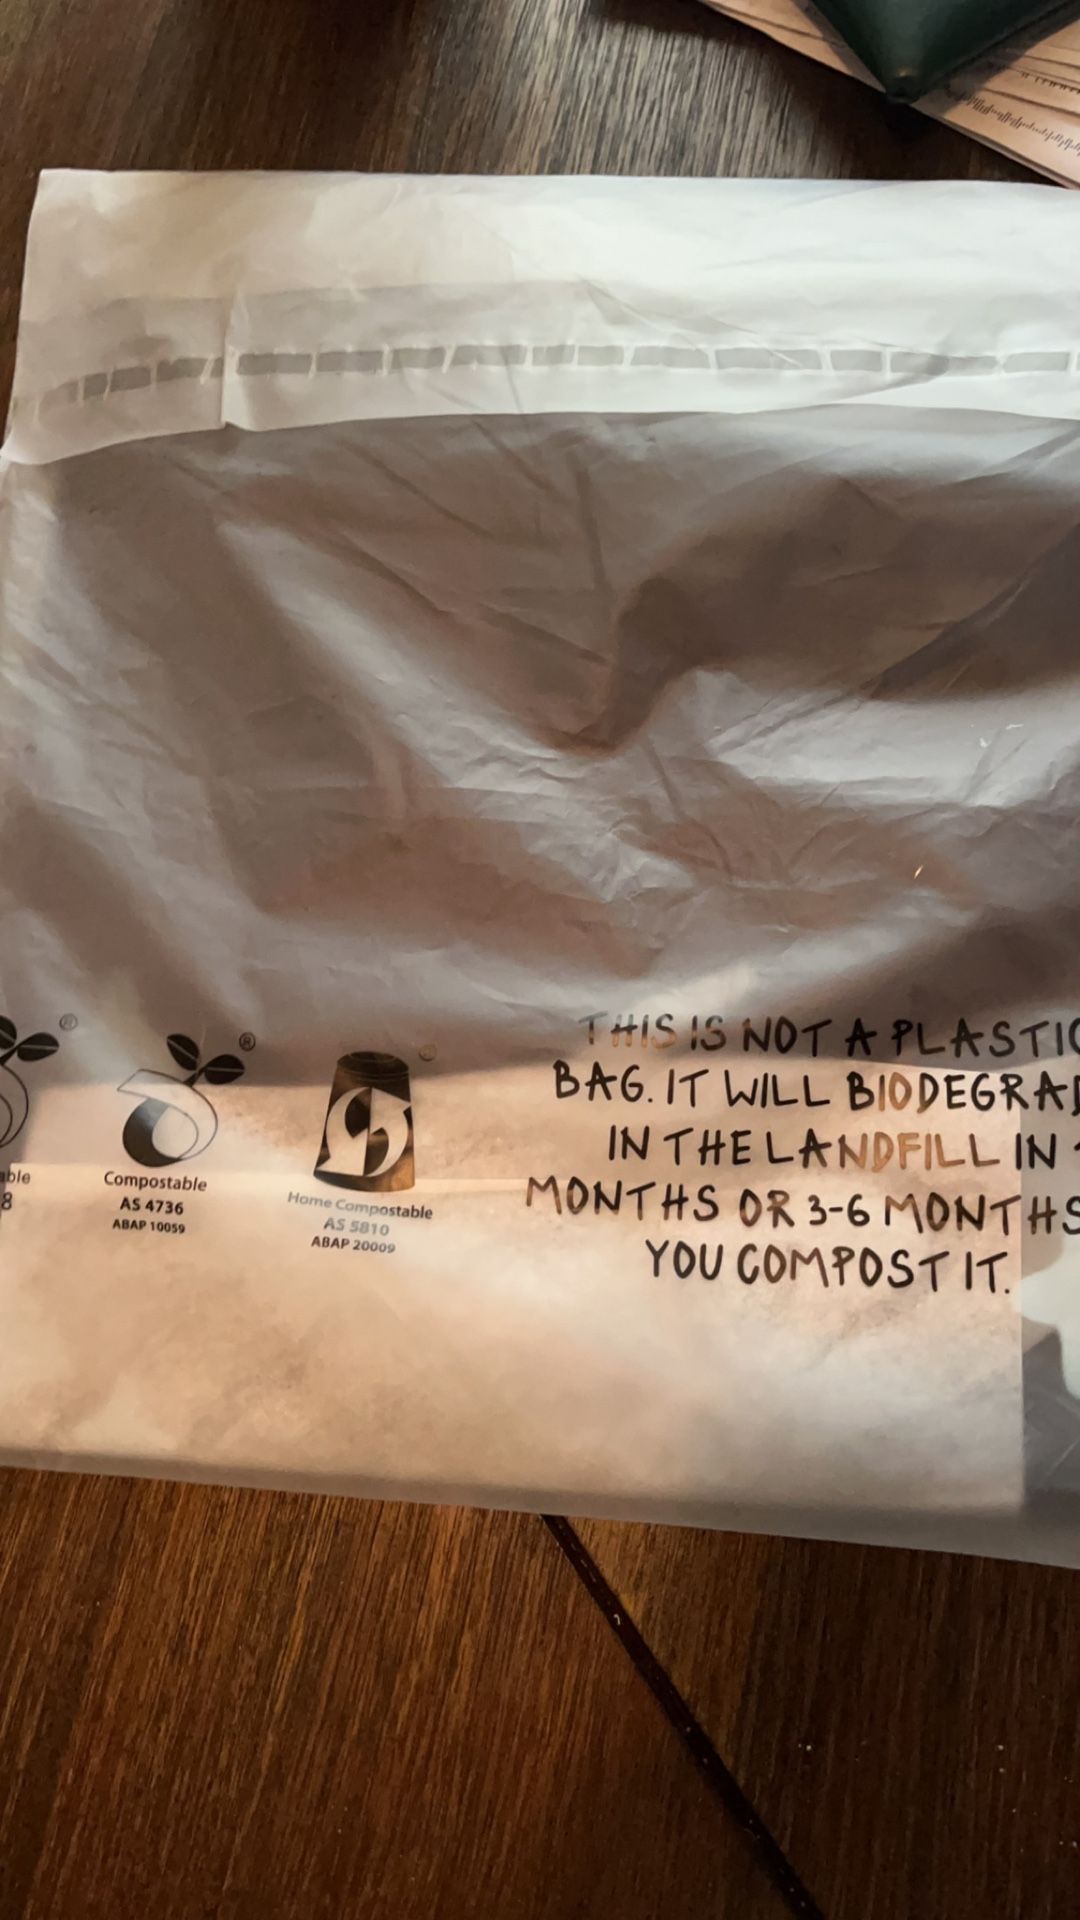 ®
®
able
8
Compostable
AS 4736
ABAP 10059
Home Compostable
AS 5810
ABAP 20009
THIS IS NOT A PLASTIC
BAG. IT WILL BIODEGRAD
IN THE LANDFILL IN
MONTHS OR 3-6 MONTHS
YOU COMPOST IT.